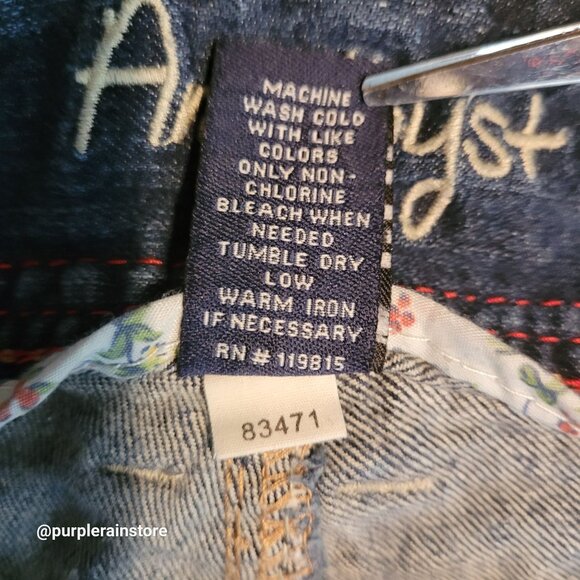 A
yst
MACHINE
WASH COLD
WITH LIKE
COLORS
ONLY NON-
CHLORINE
BLEACH WHEN
NEEDED
TUMBLE DRY
LOW
WARM IRON
IF NECESSARY
RN # 119815
83471
@purplerainstore